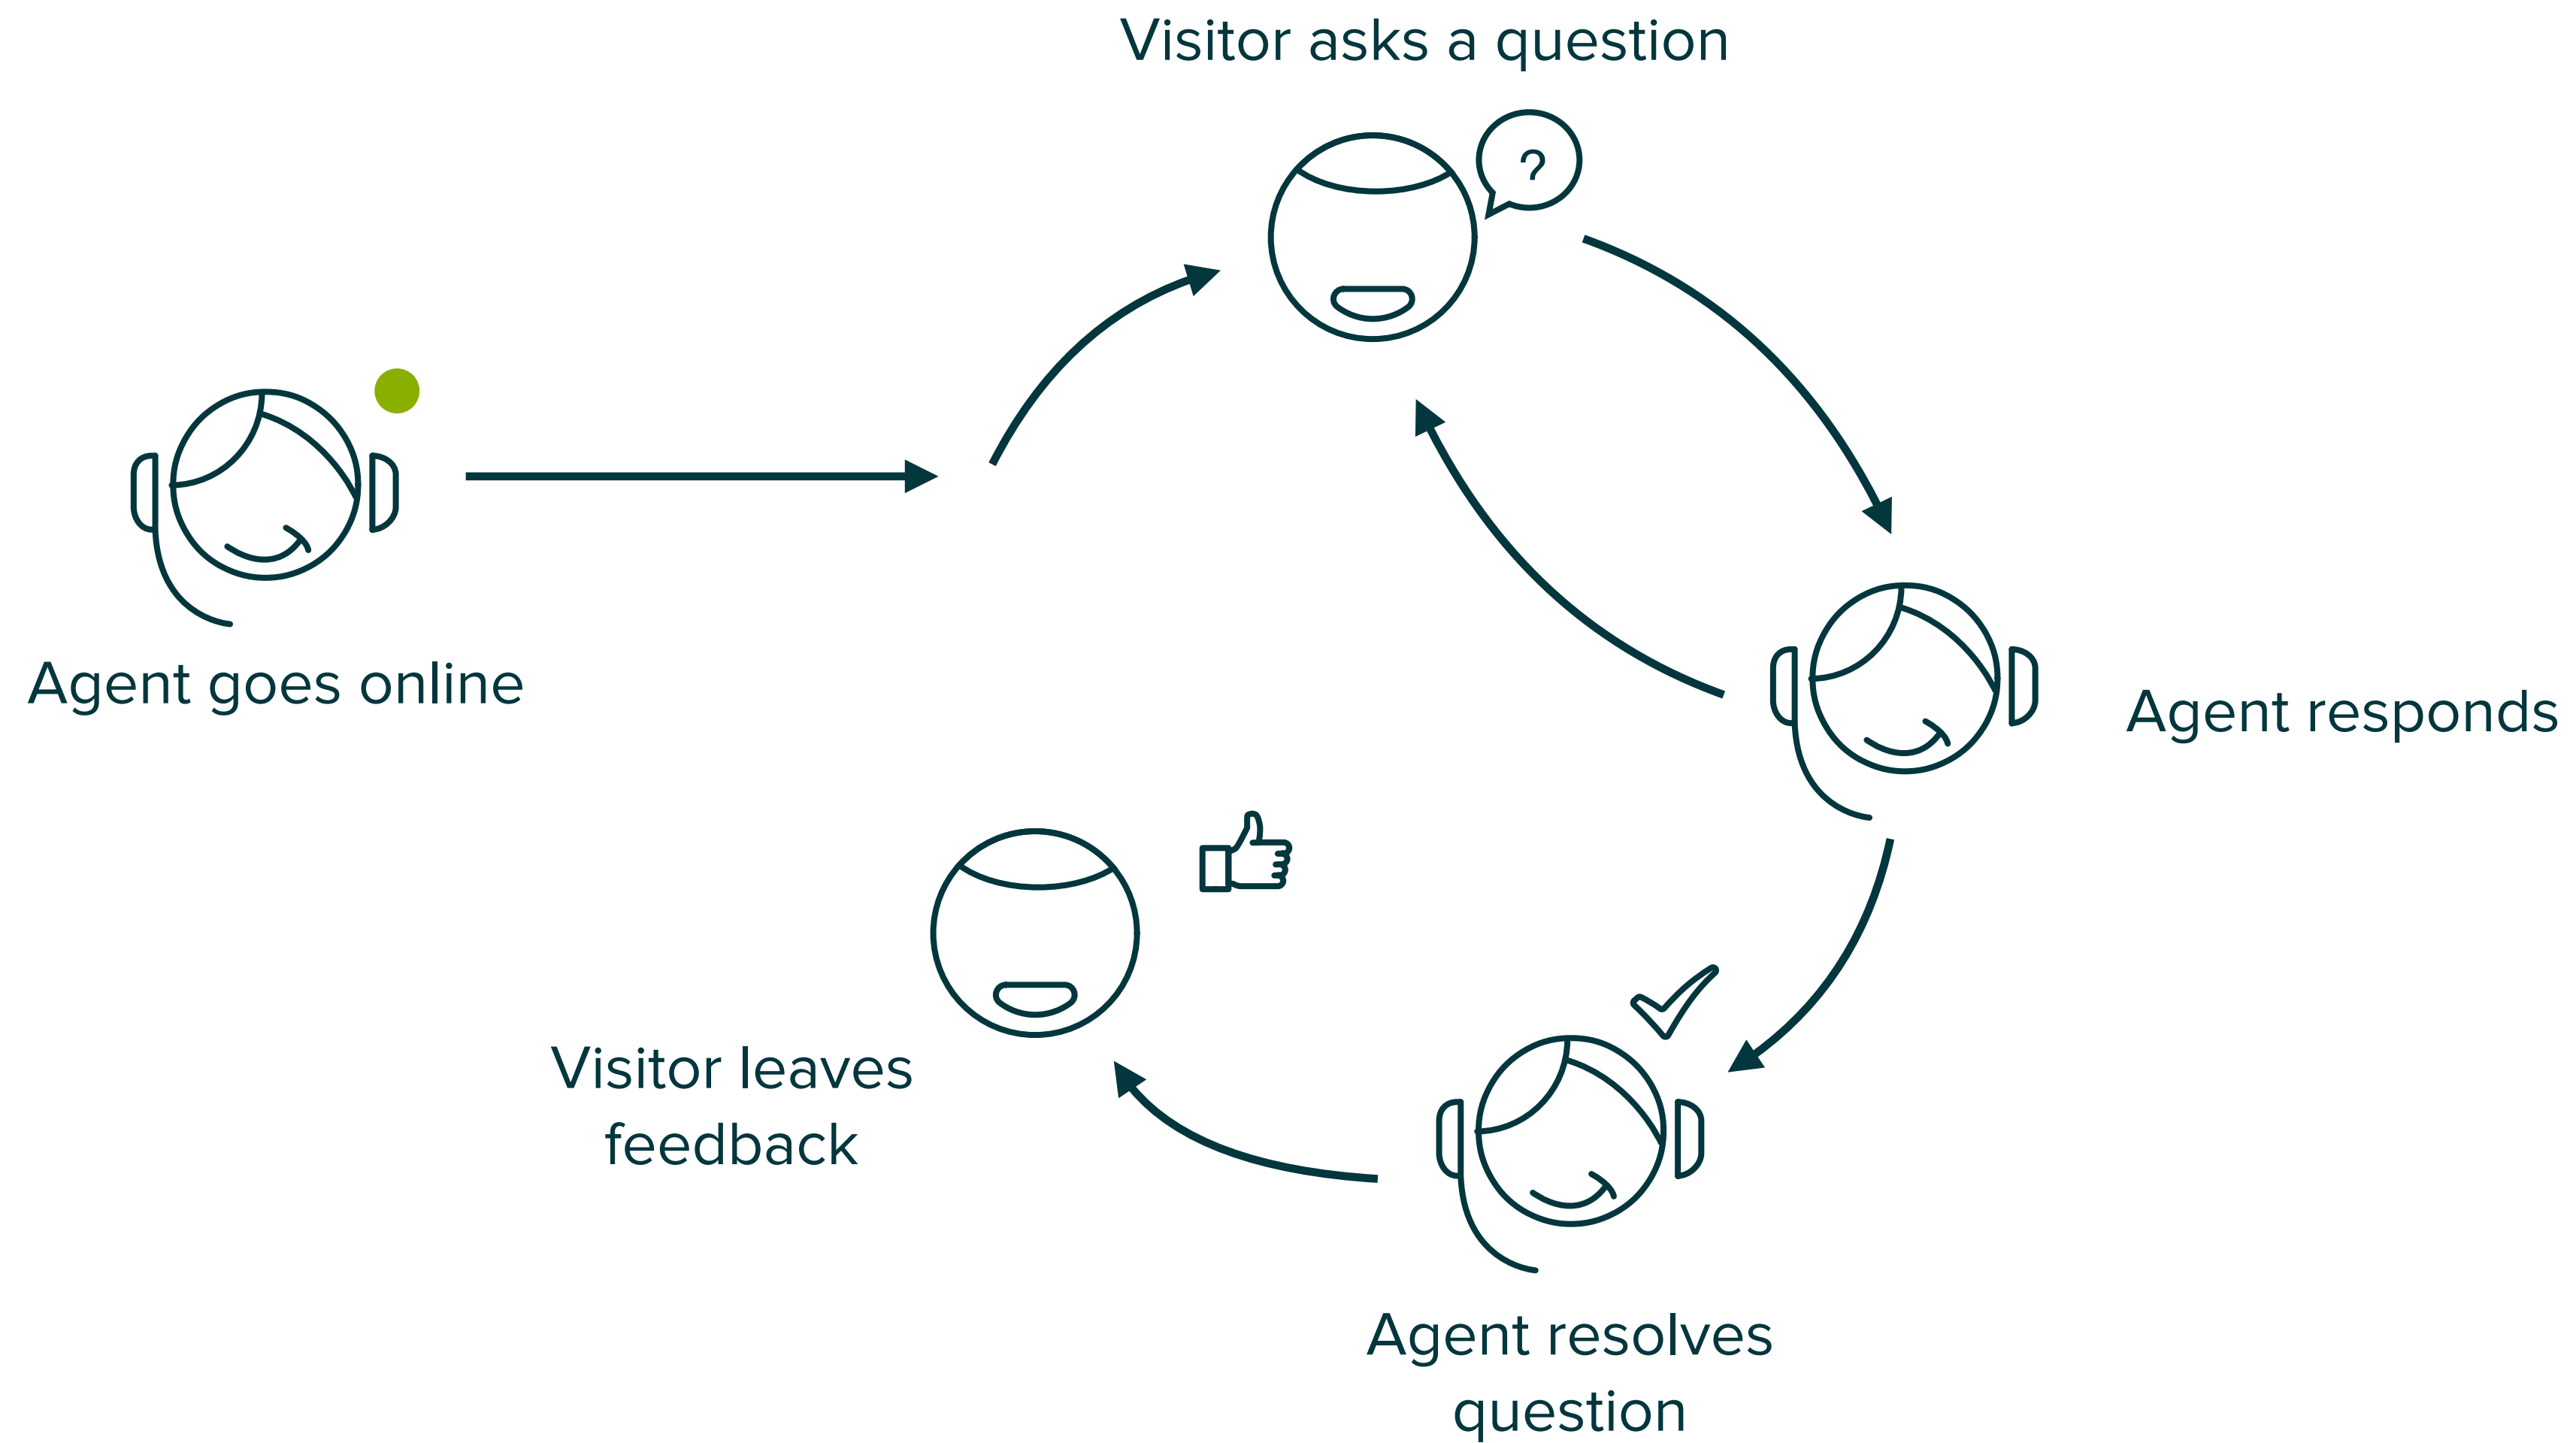 Visitor asks a question
?
Agent goes online
Agent responds
Visitor leaves
feedback
Agent resolves
question